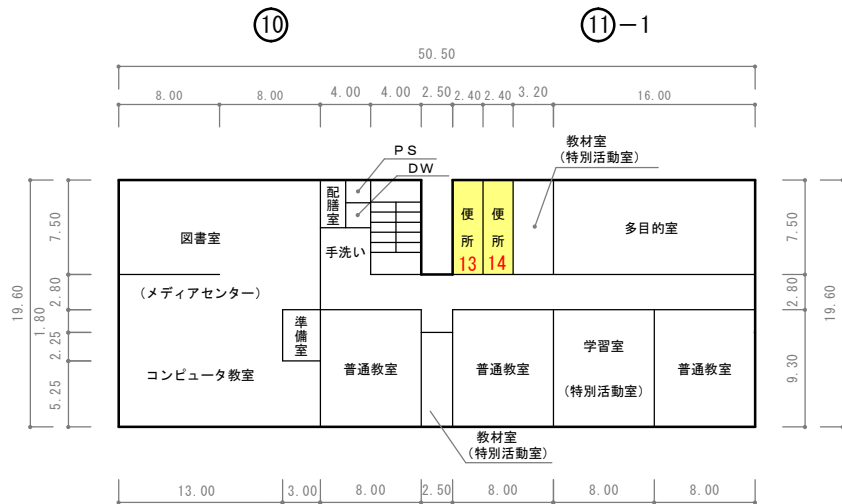 ⑩
⑪-1
50.50
8.00
8.00
4.00
4.00
2.50
2.40
2.40
3.20
16.00
PS
DW
教材室
(特別活動室)
配膳室
図書室
手洗い
便所
13
便所
14
多目的室
(メディアセンター)
準備室
コンピュータ教室
普通教室
普通教室
学習室
(特別活動室)
普通教室
教材室
(特別活動室)
19.60
7.50
2.80
1.80
2.25
5.25
7.50
2.80
9.30
19.60
13.00
3.00
8.00
2.50
8.00
8.00
8.00